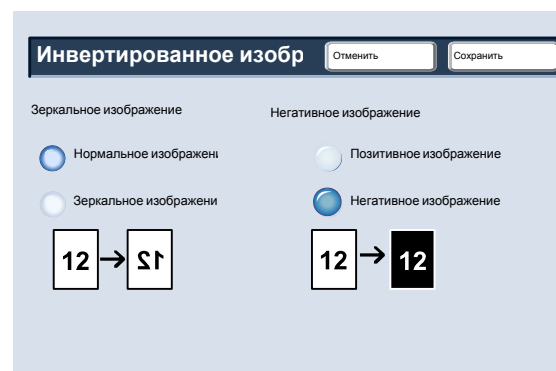 Инвертированное изобр
Отменить
Сохранить
Зеркальное изображение
Негативное изображение
Нормальное изображени
Позитивное изображение
Зеркальное изображени
Негативное изображение
12 → 12
12 → 12